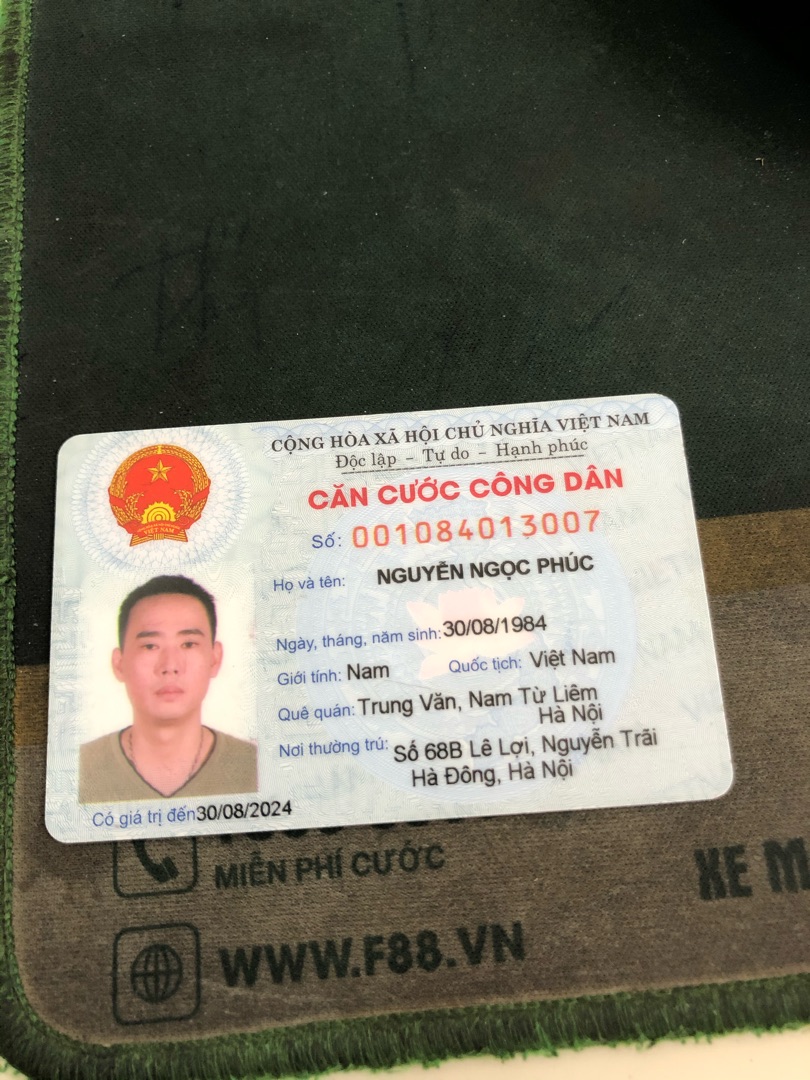 CỘNG HÒA XÃ HỘI CHỦ NGHĨA VIỆT NAM
Độc lập – Tự do – Hạnh phúc
CĂN CƯỚC CÔNG DÂN
Số: 001084013007
Họ và tên: NGUYỄN NGỌC PHÚC
Ngày, tháng, năm sinh: 30/08/1984
Giới tính: Nam Quốc tịch: Việt Nam
Quê quán: Trung Văn, Nam Từ Liêm
Hà Nội
Nơi thường trú: Số 68B Lê Lợi, Nguyễn Trãi
Hà Đông, Hà Nội
Có giá trị đến 30/08/2024
VIỆT NAM
MIỄN PHÍ CƯỚC
XE
WWW.F88.VN